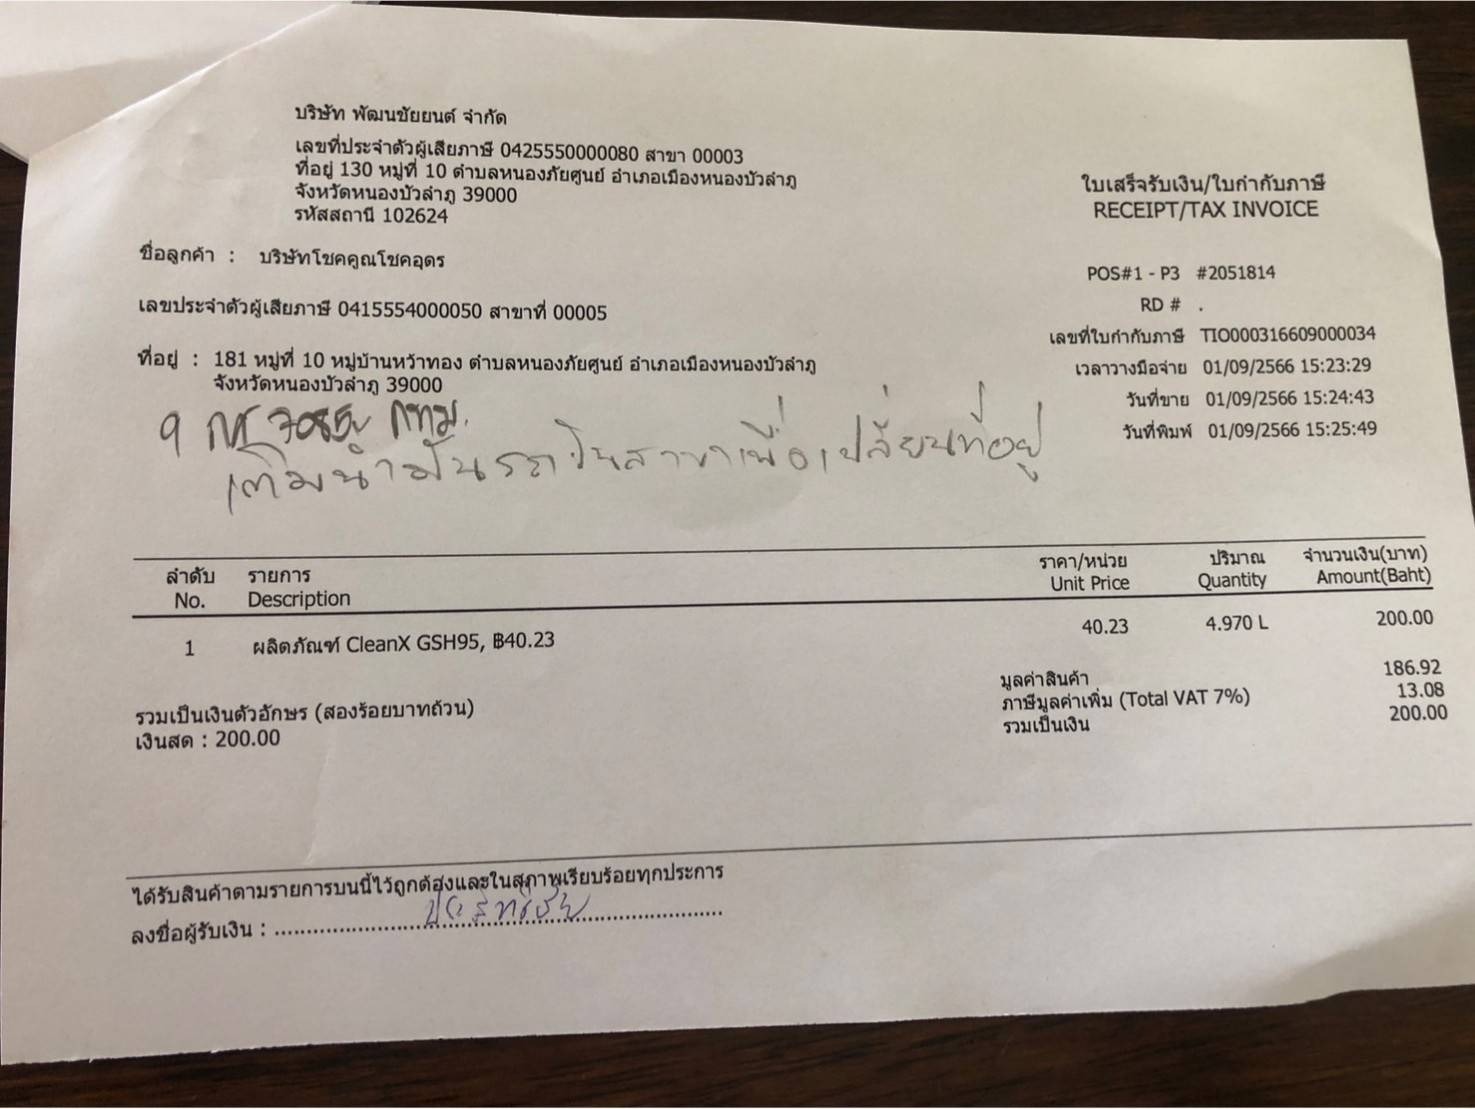 บริษัท พัฒนชัยยนต์ จำกัด
เลขที่ประจำตัวผู้เสียภาษี 0425550000080 สาขา 00003
ที่อยู่ 130 หมู่ที่ 10 ตำบลหนองภัยศูนย์ อำเภอเมืองหนองบัวลำภู
จังหวัดหนองบัวลำภู 39000
รหัสสถานี 102624
ใบเสร็จรับเงิน/ใบกำกับภาษี
RECEIPT/TAX INVOICE
ชื่อลูกค้า : บริษัทโชคคูณโชคอุดร
POS#1 - P3 #2051814
RD # .
เลขประจำตัวผู้เสียภาษี 0415554000050 สาขาที่ 00005
เลขที่ใบกำกับภาษี TIO000316609000034
ที่อยู่ : 181 หมู่ที่ 10 หมู่บ้านหว้าทอง ตำบลหนองภัยศูนย์ อำเภอเมืองหนองบัวลำภู
จังหวัดหนองบัวลำภู 39000
เวลาวางมือจ่าย 01/09/2566 15:23:29
วันที่ขาย 01/09/2566 15:24:43
วันที่พิมพ์ 01/09/2566 15:25:49
กทม.
เติมน้ำมันรถในสาขาเพื่อเปลี่ยนที่อยู่
ลำดับ รายการ ราคา/หน่วย ปริมาณ จำนวนเงิน(บาท)
No. Description Unit Price Quantity Amount(Baht)
1 ผลิตภัณฑ์ CleanX GSH95, ฿40.23 40.23 4.970 L 200.00
มูลค่าสินค้า 186.92
ภาษีมูลค่าเพิ่ม (Total VAT 7%) 13.08
รวมเป็นเงิน 200.00
รวมเป็นเงินตัวอักษร (สองร้อยบาทถ้วน)
เงินสด : 200.00
ได้รับสินค้าตามรายการบนนี้ไว้ถูกต้องและในสภาพเรียบร้อยทุกประการ
ลงชื่อผู้รับเงิน : ประสิทธิชัย